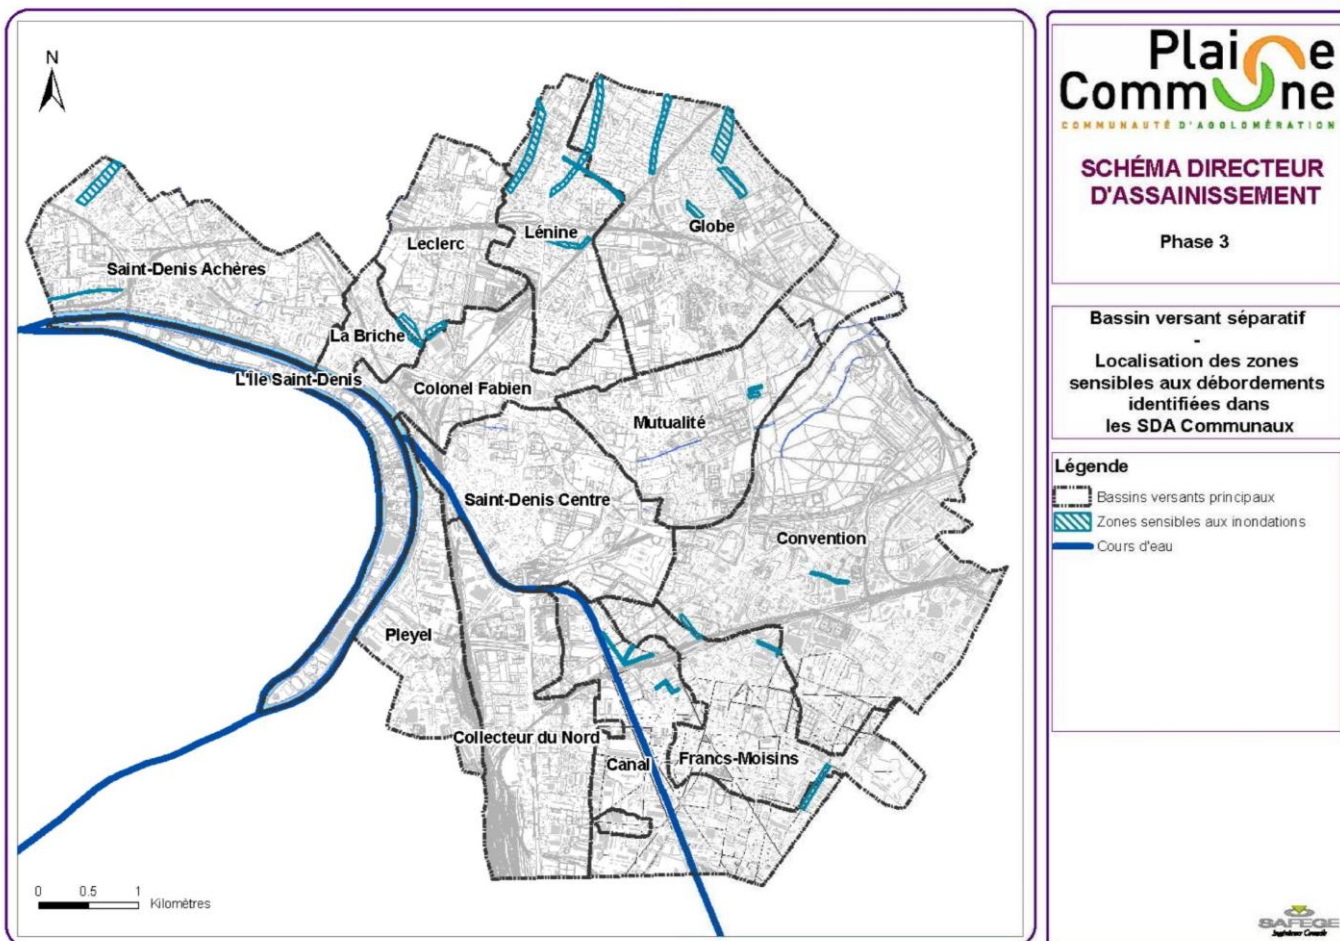 N
Saint-Denis Achères
Leclerc
Lénine
Globe
La Briche
L'Ile Saint-Denis
Colonel Fabien
Mutualité
Saint-Denis Centre
Convention
Pleyel
Collecteur du Nord
Canal
Francs-Moisins
0 0.5 1
Kilomètres
Plaine
Commune
COMMUNAUTÉ D'AGGLOMÉRATION
SCHÉMA DIRECTEUR
D'ASSAINISSEMENT
Phase 3
Bassin versant séparatif
-
Localisation des zones
sensibles aux débordements
identifiées dans
les SDA Communaux
Légende
Bassins versants principaux
Zones sensibles aux inondations
Cours d'eau
SAFEGE